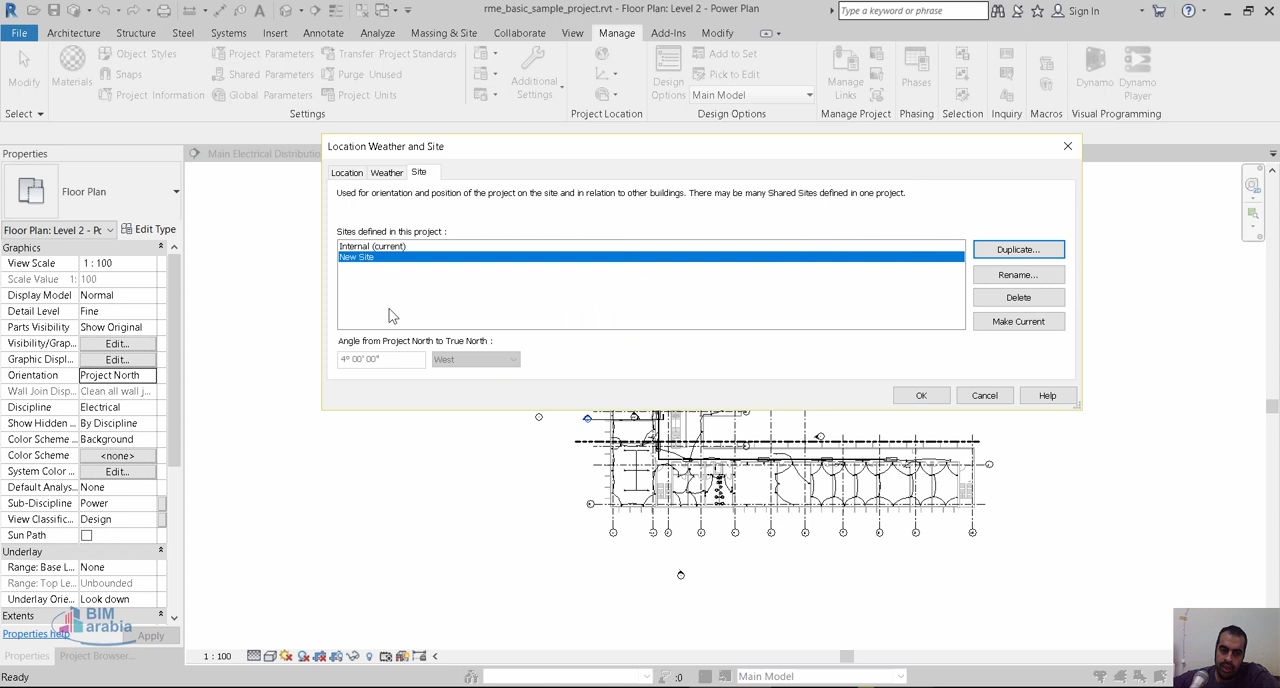 rme_basic_sample_project.rvt - Floor Plan: Level 2 - Power Plan
Type a keyword or phrase
Sign In
File Architecture Structure Steel Systems Insert Annotate Analyze Massing & Site Collaborate View Manage Add-Ins Modify
Modify
Materials
Object Styles
Snaps
Project Information
Project Parameters
Shared Parameters
Global Parameters
Transfer Project Standards
Purge Unused
Project Units
Additional Settings
Design Options
Add to Set
Pick to Edit
Main Model
Manage Links
Phases
Dynamo
Dynamo Player
Select
Settings
Project Location
Design Options
Manage Project
Phasing
Selection
Inquiry
Macros
Visual Programming
Properties
Main Electrical Distributio
Floor Plan
Floor Plan: Level 2 - Pc
Edit Type
Graphics
View Scale 1 : 100
Scale Value 1: 100
Display Model Normal
Detail Level Fine
Parts Visibility Show Original
Visibility/Grap... Edit...
Graphic Displ... Edit...
Orientation Project North
Wall Join Disp... Clean all wall j...
Discipline Electrical
Show Hidden ... By Discipline
Color Scheme ... Background
Color Scheme <none>
System Color ... Edit...
Default Analys... None
Sub-Discipline Power
View Classific... Design
Sun Path
Underlay
Range: Base L... None
Range: Top Le... Unbounded
Underlay Orie... Look down
Extents
BIM
arabia
Properties help
Apply
Properties
Project Browser...
Location Weather and Site
Location Weather Site
Used for orientation and position of the project on the site and in relation to other buildings. There may be many Shared Sites defined in one project.
Sites defined in this project :
Internal (current)
New Site
Duplicate...
Rename...
Delete
Make Current
Angle from Project North to True North :
4° 00' 00" West
OK Cancel Help
1 : 100
Ready
:0
Main Model